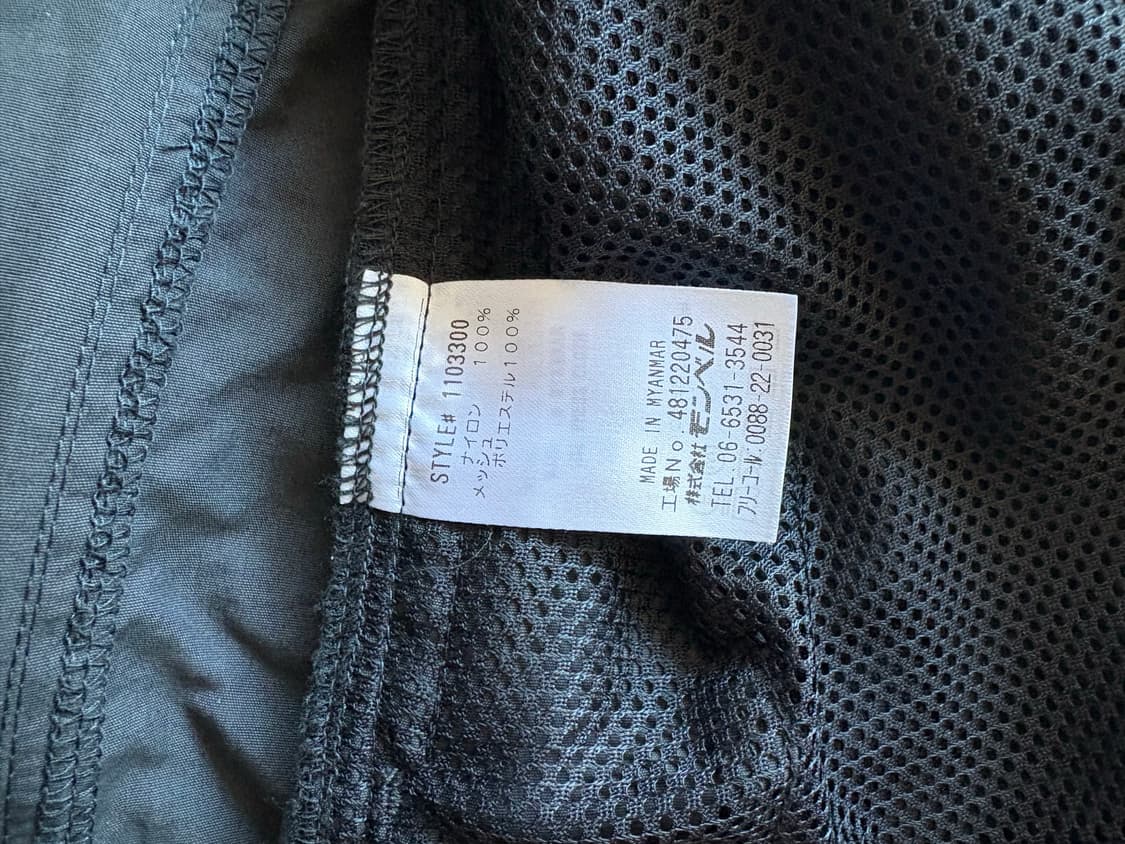 STYLE# 1103300
ナイロン 100%
メッシュ
ポリエステル100%
MADE IN MYANMAR
工場No.481220475
株式会社モンベル
TEL.06-6531-3544
フリーコール.0088-22-0031